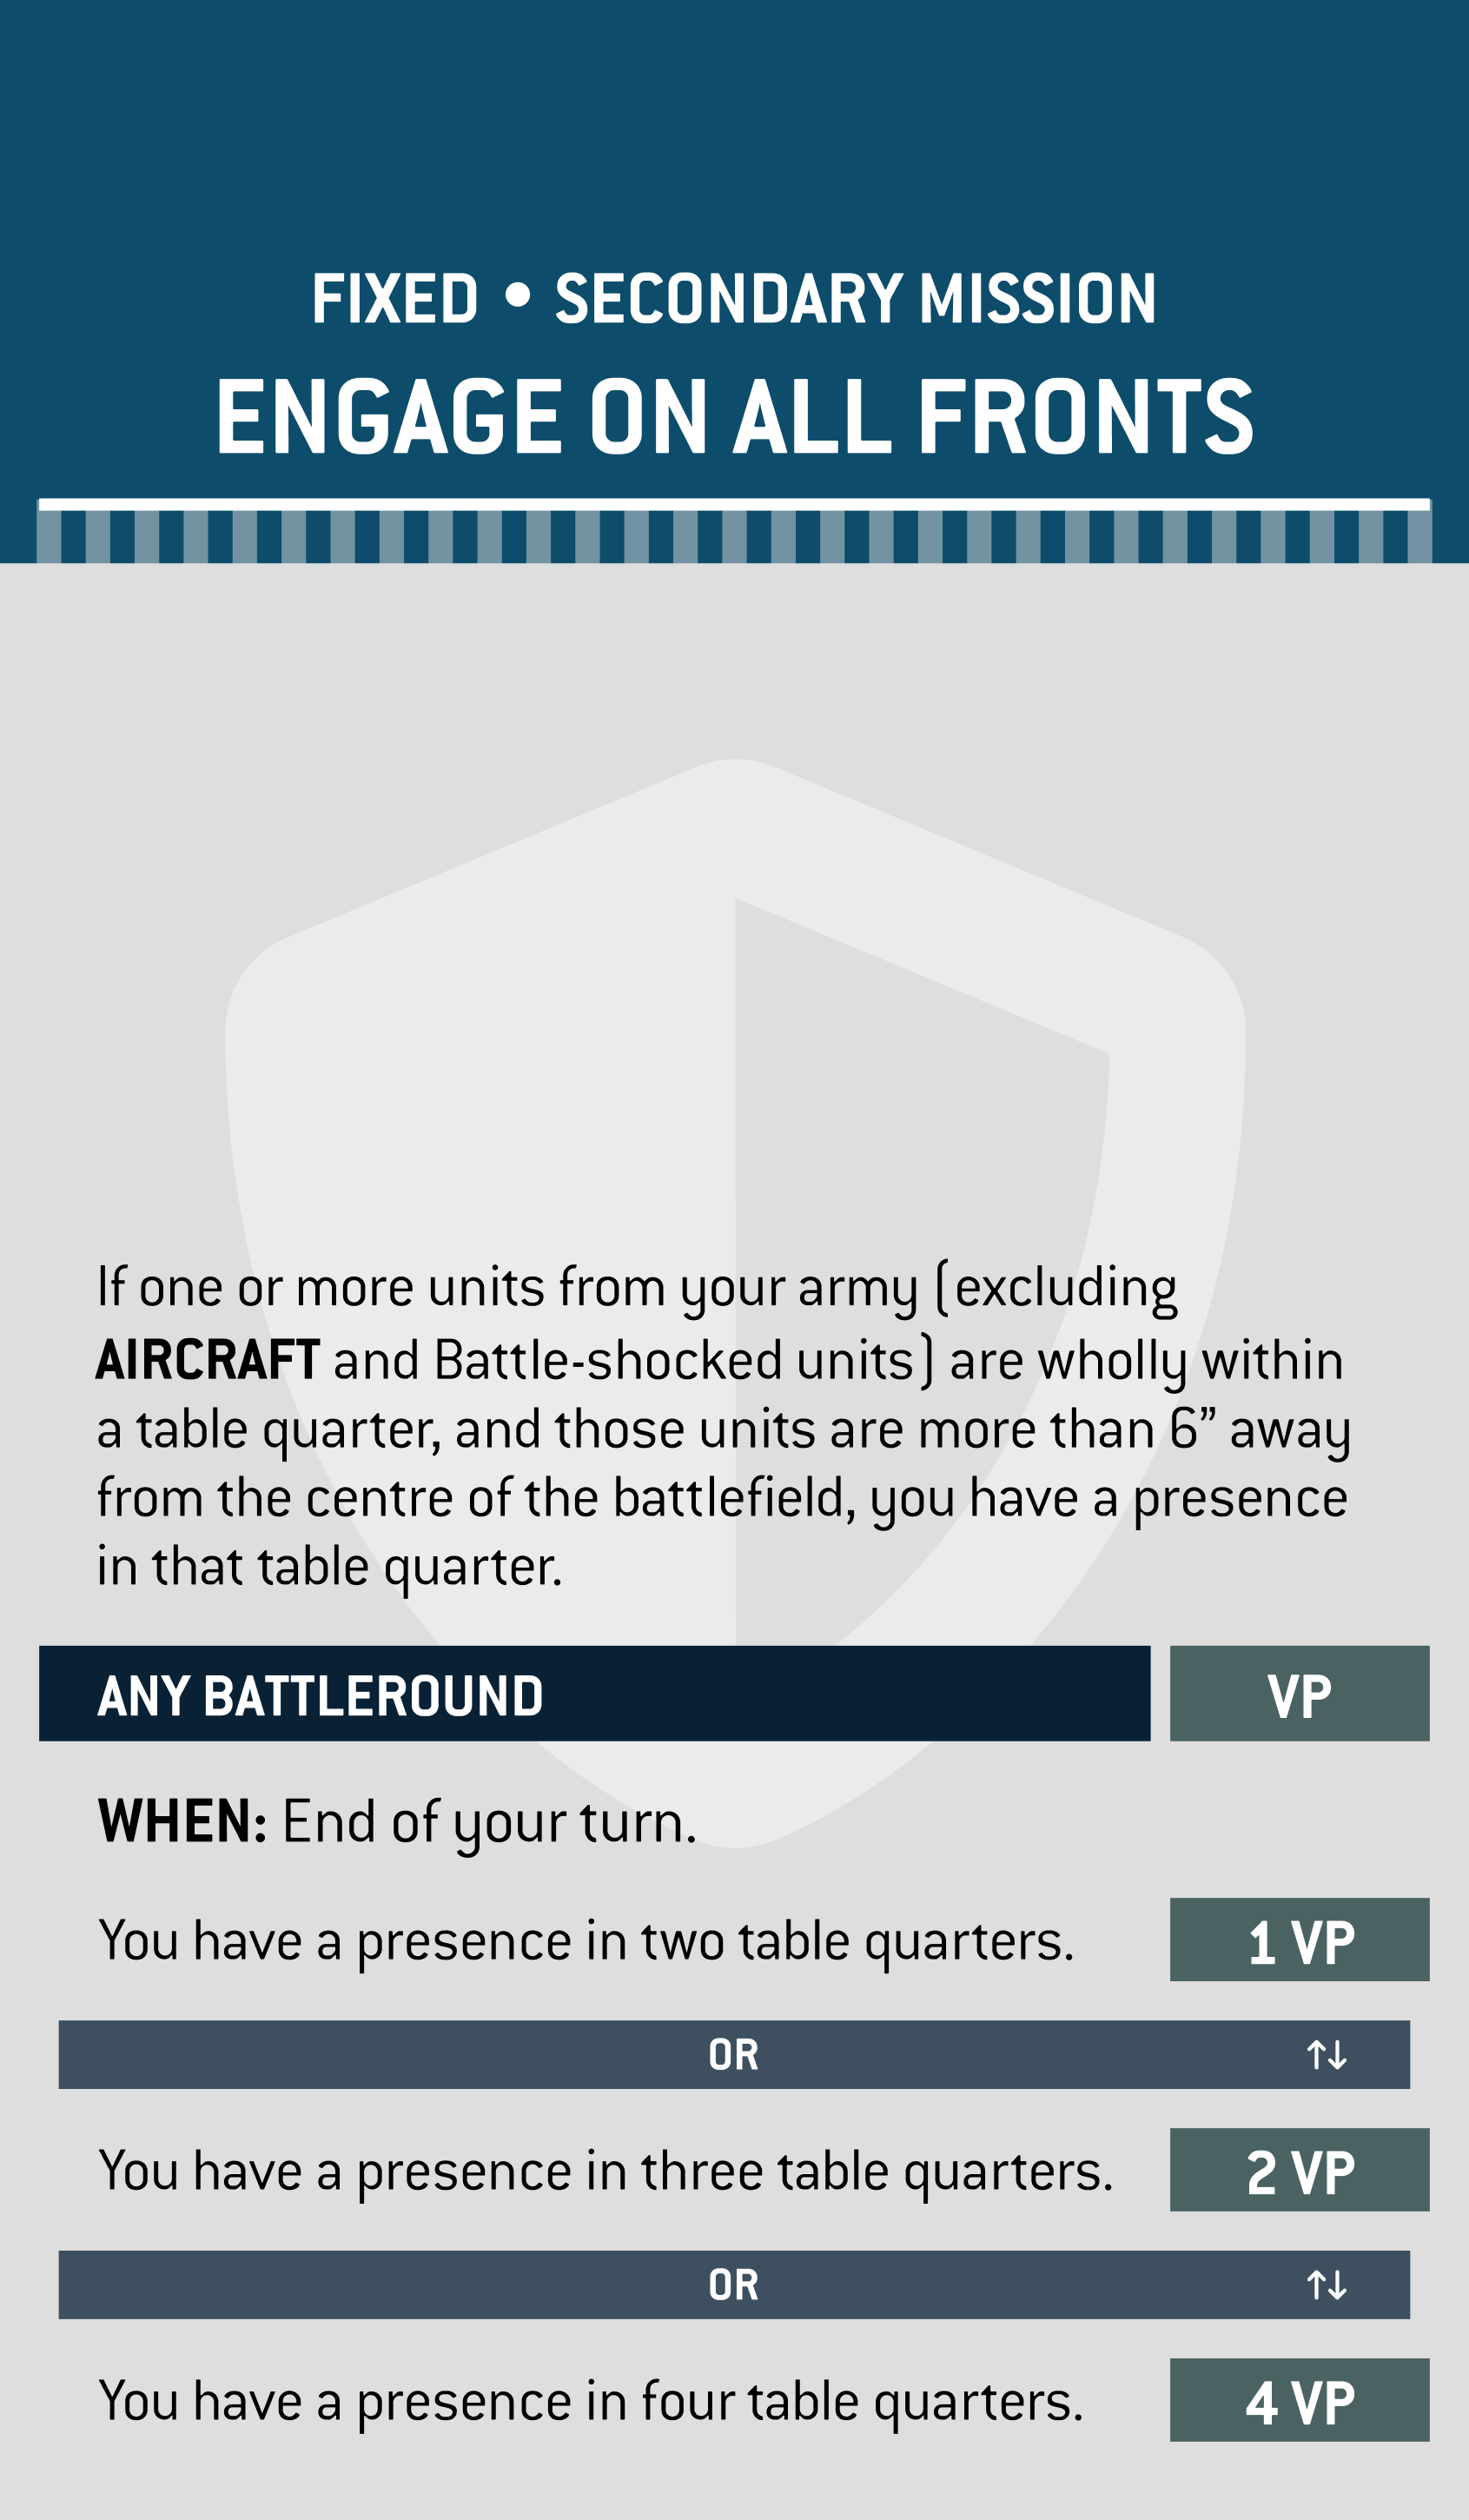 FIXED • SECONDARY MISSION
ENGAGE ON ALL FRONTS
If one or more units from your army (excluding
AIRCRAFT and Battle-shocked units) are wholly within
a table quarter, and those units are more than 6” away
from the centre of the battlefield, you have a presence
in that table quarter.
ANY BATTLEROUND VP
WHEN: End of your turn.
You have a presence in two table quarters. 1 VP
OR ↑↓
You have a presence in three table quarters. 2 VP
OR ↑↓
You have a presence in four table quarters. 4 VP